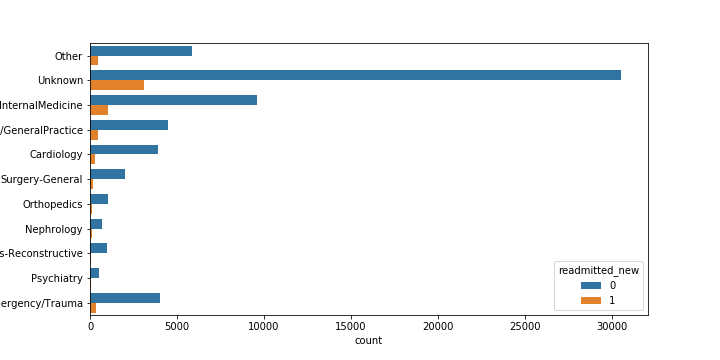 Other
Unknown
InternalMedicine
/GeneralPractice
Cardiology
Surgery-General
Orthopedics
Nephrology
s-Reconstructive
Psychiatry
ergency/Trauma
0 5000 10000 15000 20000 25000 30000
count
readmitted_new
0
1